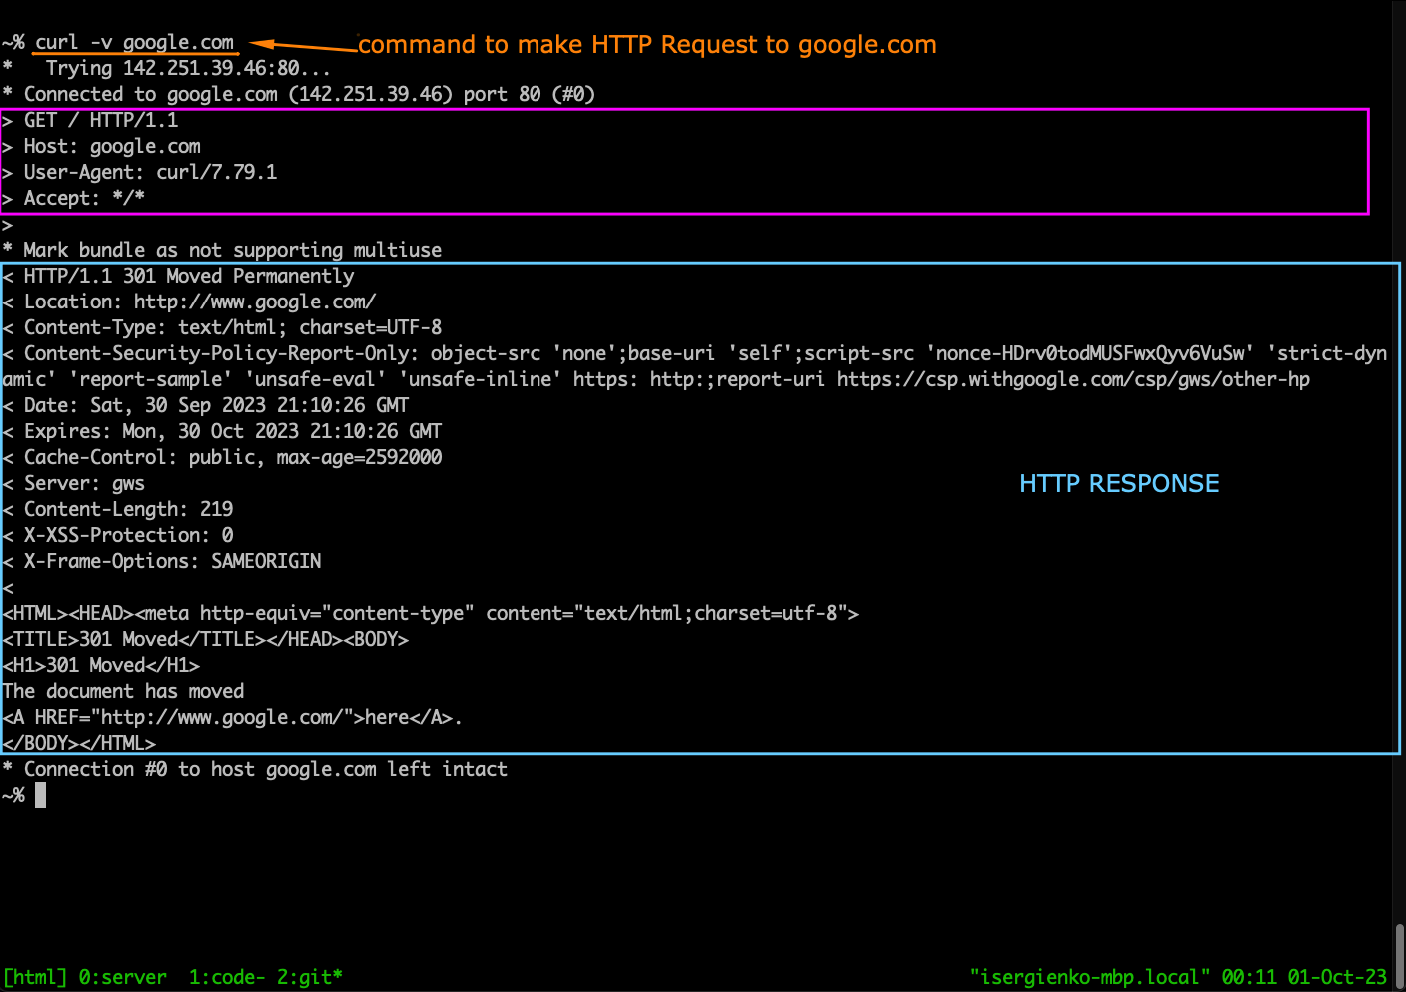 ~% curl -v google.com command to make HTTP Request to google.com
*   Trying 142.251.39.46:80...
* Connected to google.com (142.251.39.46) port 80 (#0)
> GET / HTTP/1.1
> Host: google.com
> User-Agent: curl/7.79.1
> Accept: */*
>
* Mark bundle as not supporting multiuse
< HTTP/1.1 301 Moved Permanently
< Location: http://www.google.com/
< Content-Type: text/html; charset=UTF-8
< Content-Security-Policy-Report-Only: object-src 'none';base-uri 'self';script-src 'nonce-HDrv0todMUSFwxQyv6VuSw' 'strict-dyn
amic' 'report-sample' 'unsafe-eval' 'unsafe-inline' https: http:;report-uri https://csp.withgoogle.com/csp/gws/other-hp
< Date: Sat, 30 Sep 2023 21:10:26 GMT
< Expires: Mon, 30 Oct 2023 21:10:26 GMT
< Cache-Control: public, max-age=2592000
< Server: gws
HTTP RESPONSE
< Content-Length: 219
< X-XSS-Protection: 0
< X-Frame-Options: SAMEORIGIN
<
<HTML><HEAD><meta http-equiv="content-type" content="text/html;charset=utf-8">
<TITLE>301 Moved</TITLE></HEAD><BODY>
<H1>301 Moved</H1>
The document has moved
<A HREF="http://www.google.com/">here</A>.
</BODY></HTML>
* Connection #0 to host google.com left intact
~%
[html] 0:server  1:code- 2:git* "isergienko-mbp.local" 00:11 01-Oct-23